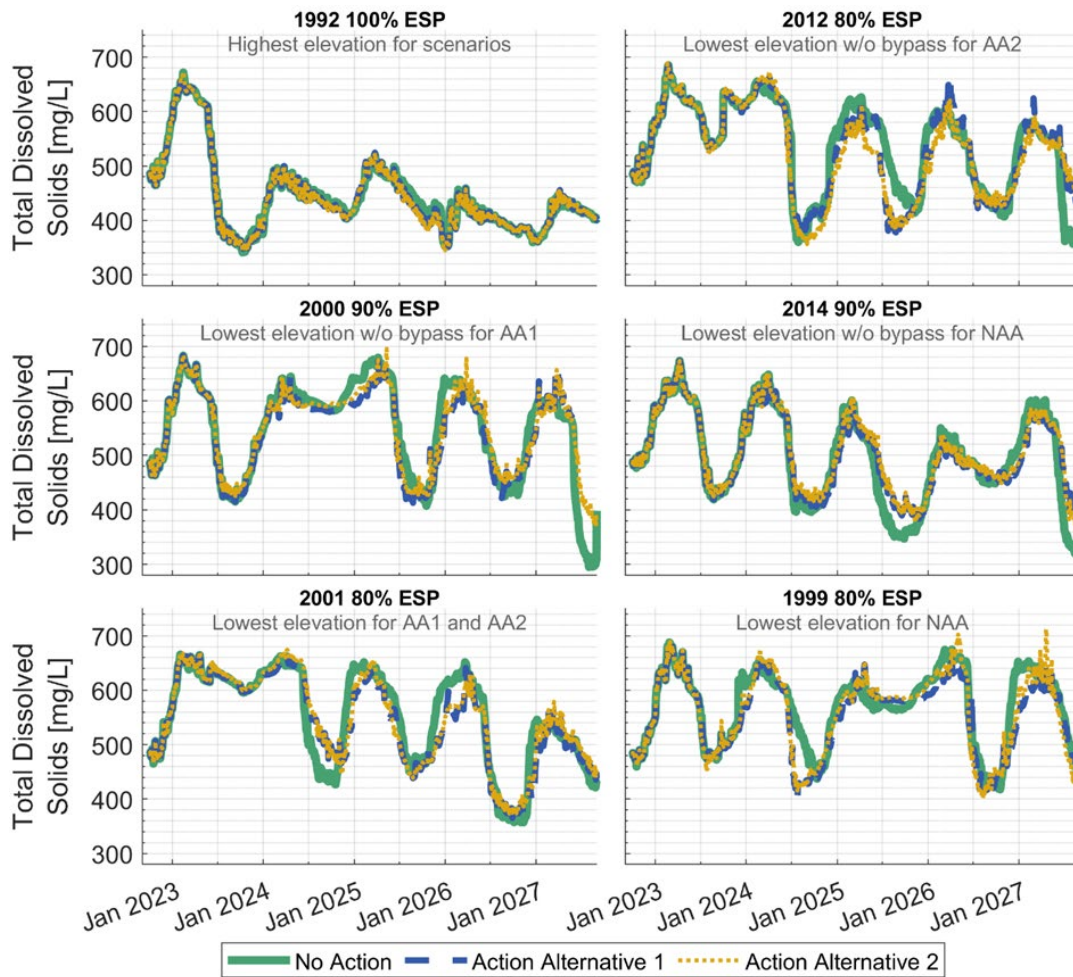 1992 100% ESP
Highest elevation for scenarios
2012 80% ESP
Lowest elevation w/o bypass for AA2
Total Dissolved
Solids [mg/L]
700
600
500
400
300
2000 90% ESP
Lowest elevation w/o bypass for AA1
2014 90% ESP
Lowest elevation w/o bypass for NAA
Total Dissolved
Solids [mg/L]
700
600
500
400
300
2001 80% ESP
Lowest elevation for AA1 and AA2
1999 80% ESP
Lowest elevation for NAA
Total Dissolved
Solids [mg/L]
700
600
500
400
300
Jan 2023
Jan 2024
Jan 2025
Jan 2026
Jan 2027
Jan 2023
Jan 2024
Jan 2025
Jan 2026
Jan 2027
No Action
Action Alternative 1
Action Alternative 2